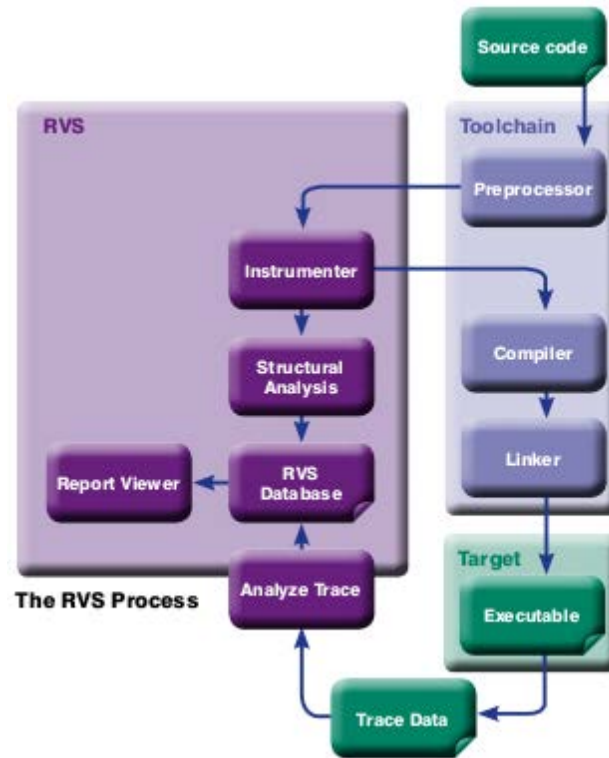 Source code
RVS
Toolchain
Preprocessor
Instrumenter
Compiler
Structural
Analysis
Linker
Report Viewer
RVS
Database
Target
Analyze Trace
The RVS Process
Executable
Trace Data